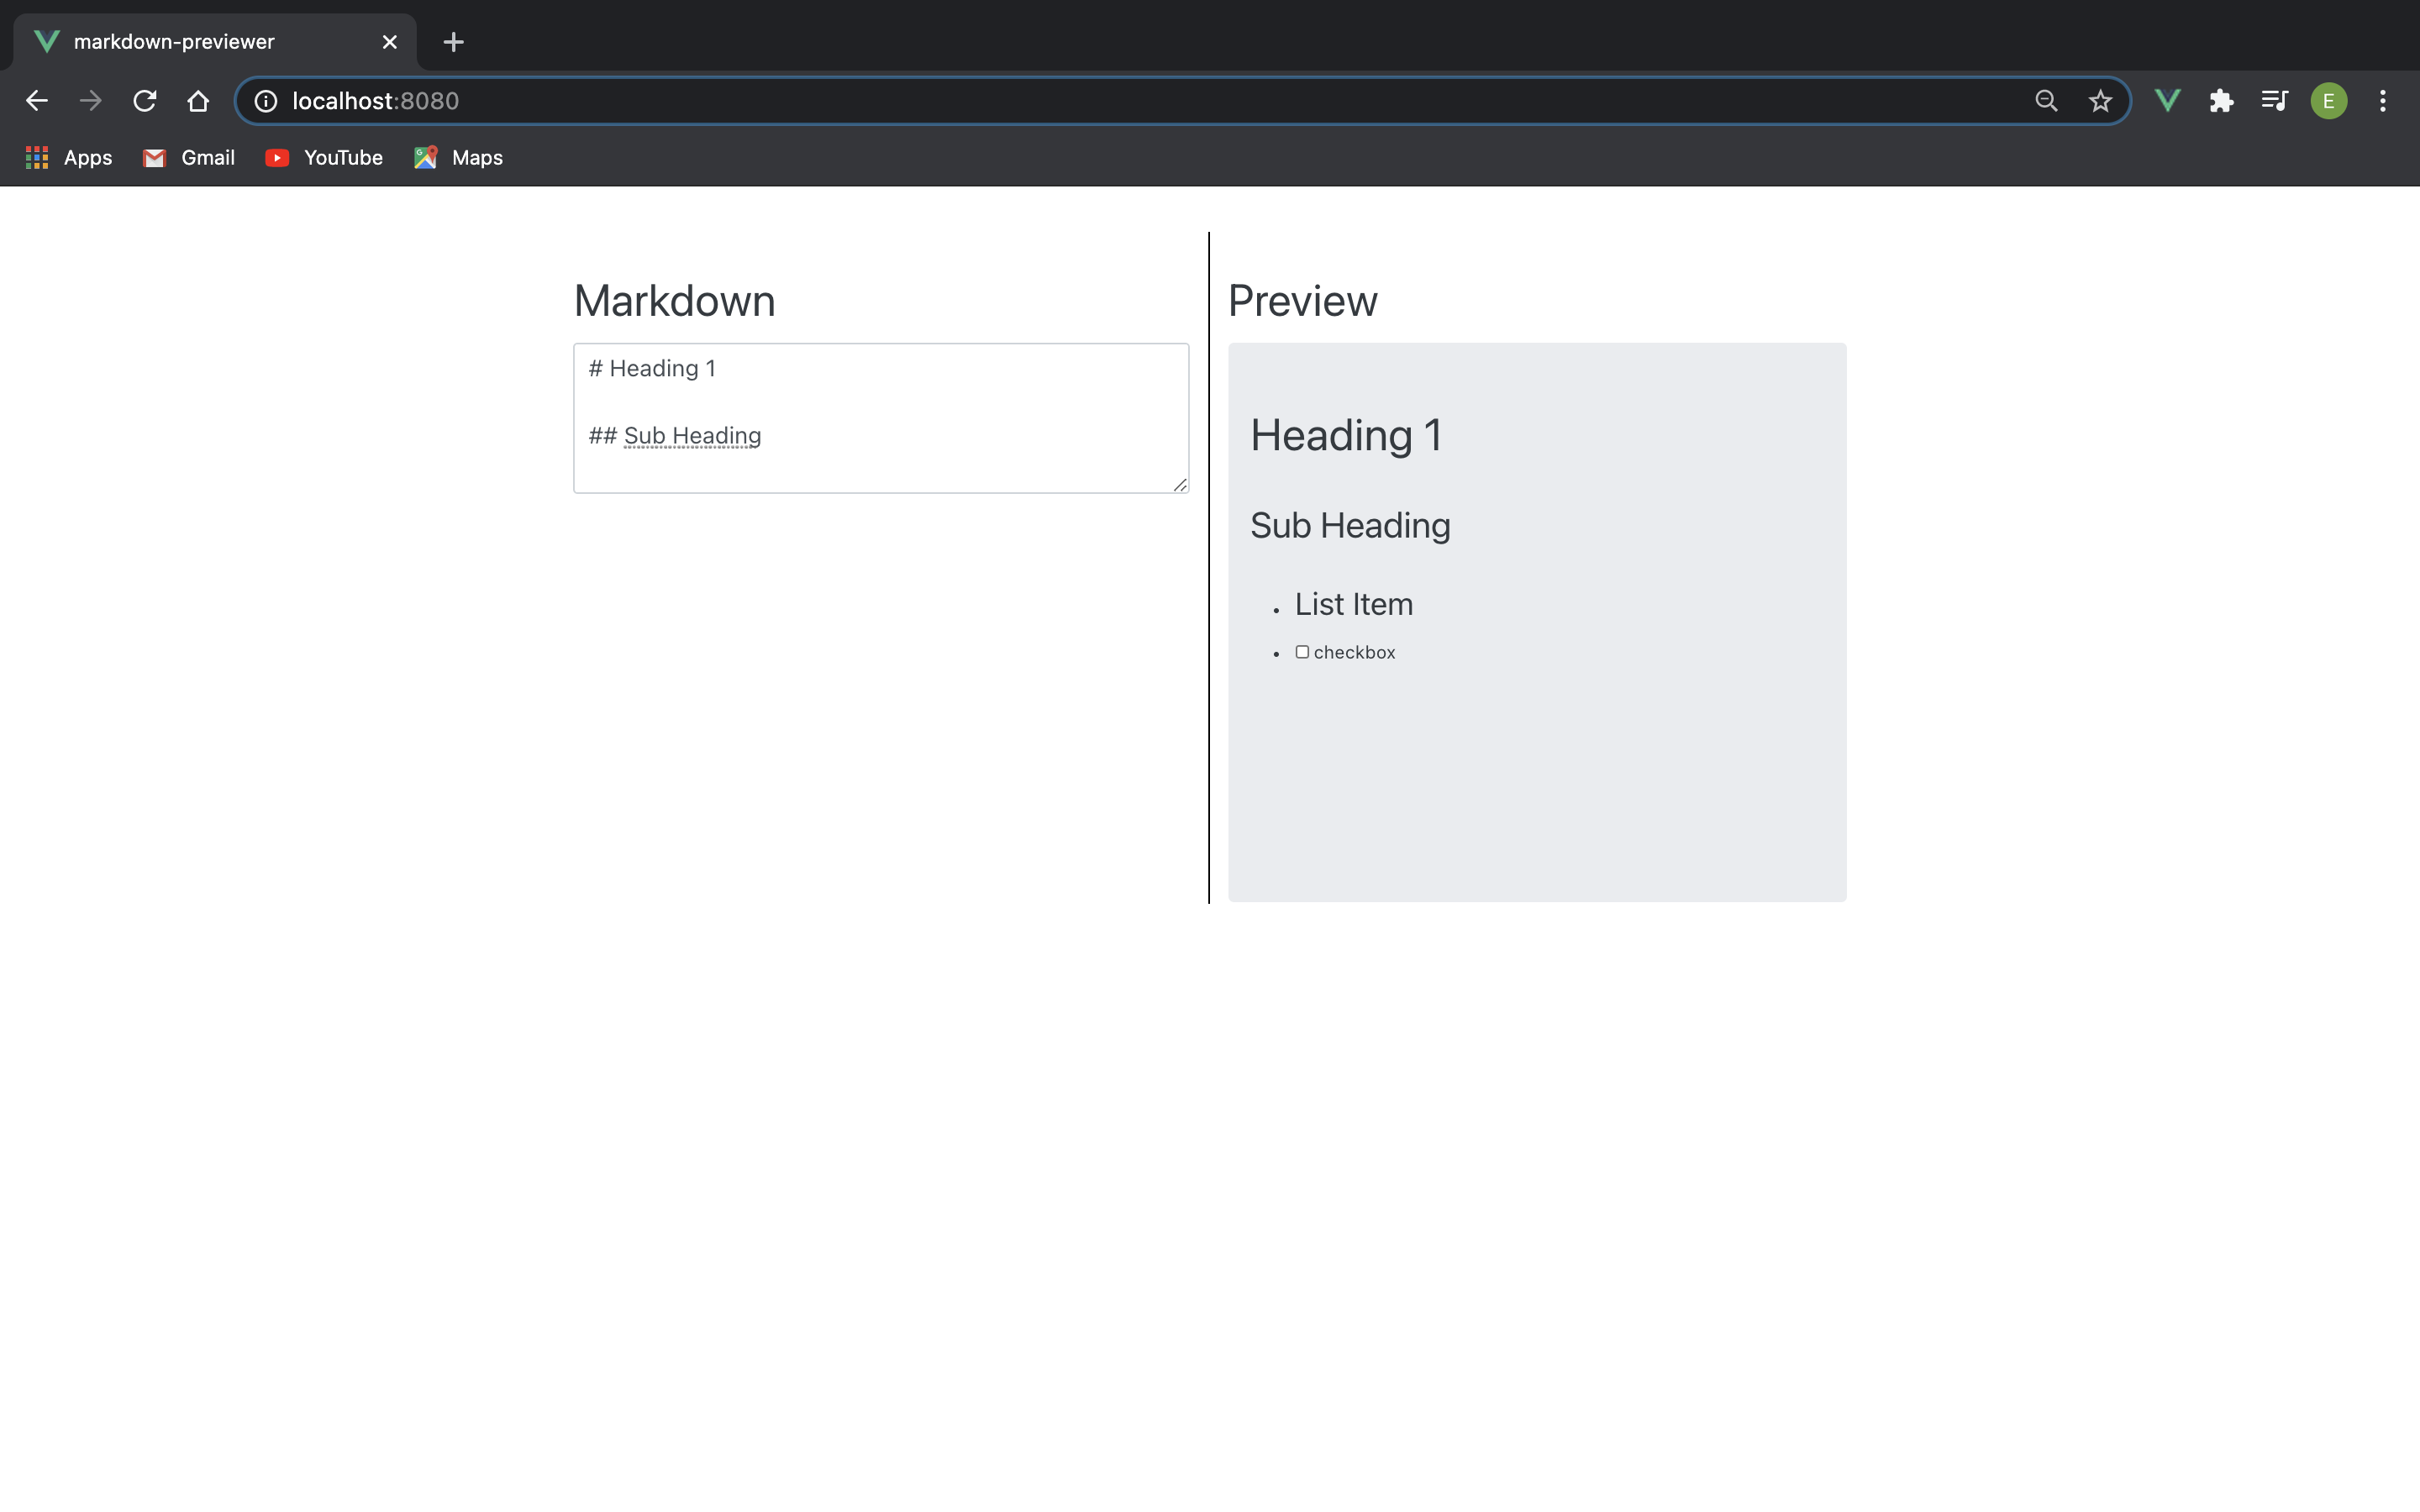 markdown-previewer
localhost:8080
E
Apps
Gmail
YouTube
Maps
Markdown
# Heading 1
## Sub Heading
Preview
Heading 1
Sub Heading
• List Item
• checkbox